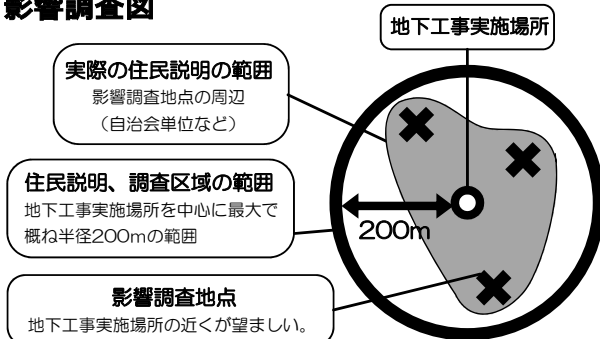 影響調査図
地下工事実施場所
実際の住民説明の範囲
影響調査地点の周辺
（自治会単位など）
住民説明、調査区域の範囲
地下工事実施場所を中心に最大で
概ね半径200mの範囲
200m
影響調査地点
地下工事実施場所の近くが望ましい。